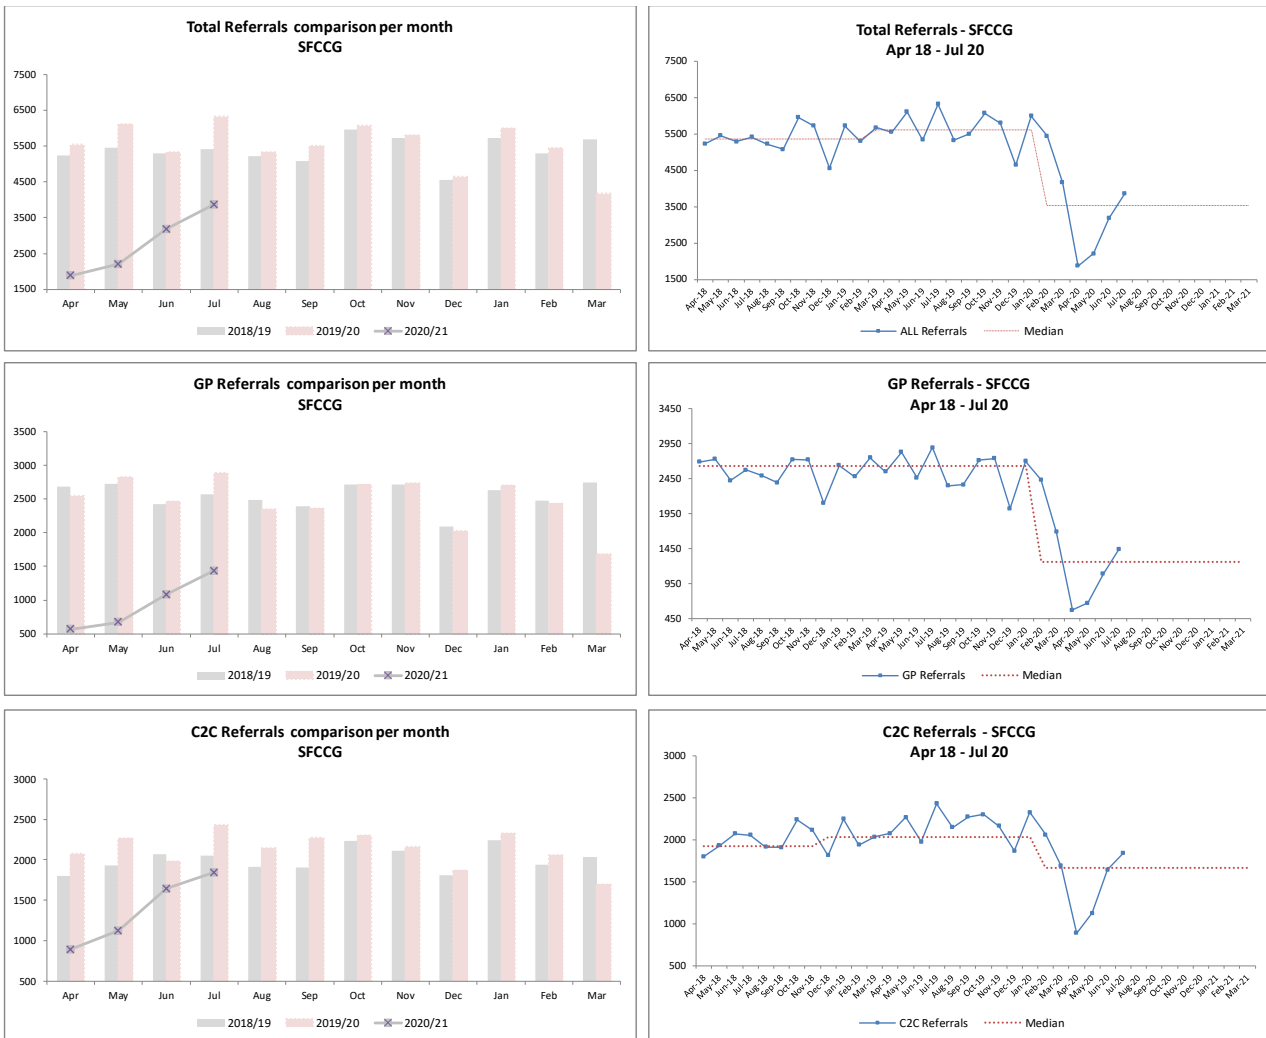 Total Referrals comparison per month
SFCCG
7500
6500
5500
4500
3500
2500
1500
Apr May Jun Jul Aug Sep Oct Nov Dec Jan Feb Mar
2018/19 2019/20 2020/21
Total Referrals - SFCCG
Apr 18 - Jul 20
7500
6500
5500
4500
3500
2500
1500
Apr-18 May-18 Jun-18 Jul-18 Aug-18 Sep-18 Oct-18 Nov-18 Dec-18 Jan-19 Feb-19 Mar-19 Apr-19 May-19 Jun-19 Jul-19 Aug-19 Sep-19 Oct-19 Nov-19 Dec-19 Jan-20 Feb-20 Mar-20 Apr-20 May-20 Jun-20 Jul-20 Aug-20 Sep-20 Oct-20 Nov-20 Dec-20 Jan-21 Feb-21 Mar-21
ALL Referrals Median
GP Referrals comparison per month
SFCCG
3500
3000
2500
2000
1500
1000
500
Apr May Jun Jul Aug Sep Oct Nov Dec Jan Feb Mar
2018/19 2019/20 2020/21
GP Referrals - SFCCG
Apr 18 - Jul 20
3450
2950
2450
1950
1450
950
450
Apr-18 May-18 Jun-18 Jul-18 Aug-18 Sep-18 Oct-18 Nov-18 Dec-18 Jan-19 Feb-19 Mar-19 Apr-19 May-19 Jun-19 Jul-19 Aug-19 Sep-19 Oct-19 Nov-19 Dec-19 Jan-20 Feb-20 Mar-20 Apr-20 May-20 Jun-20 Jul-20 Aug-20 Sep-20 Oct-20 Nov-20 Dec-20 Jan-21 Feb-21 Mar-21
GP Referrals Median
C2C Referrals comparison per month
SFCCG
3000
2500
2000
1500
1000
500
Apr May Jun Jul Aug Sep Oct Nov Dec Jan Feb Mar
2018/19 2019/20 2020/21
C2C Referrals - SFCCG
Apr 18 - Jul 20
3000
2500
2000
1500
1000
500
Apr-18 May-18 Jun-18 Jul-18 Aug-18 Sep-18 Oct-18 Nov-18 Dec-18 Jan-19 Feb-19 Mar-19 Apr-19 May-19 Jun-19 Jul-19 Aug-19 Sep-19 Oct-19 Nov-19 Dec-19 Jan-20 Feb-20 Mar-20 Apr-20 May-20 Jun-20 Jul-20 Aug-20 Sep-20 Oct-20 Nov-20 Dec-20 Jan-21 Feb-21 Mar-21
C2C Referrals Median